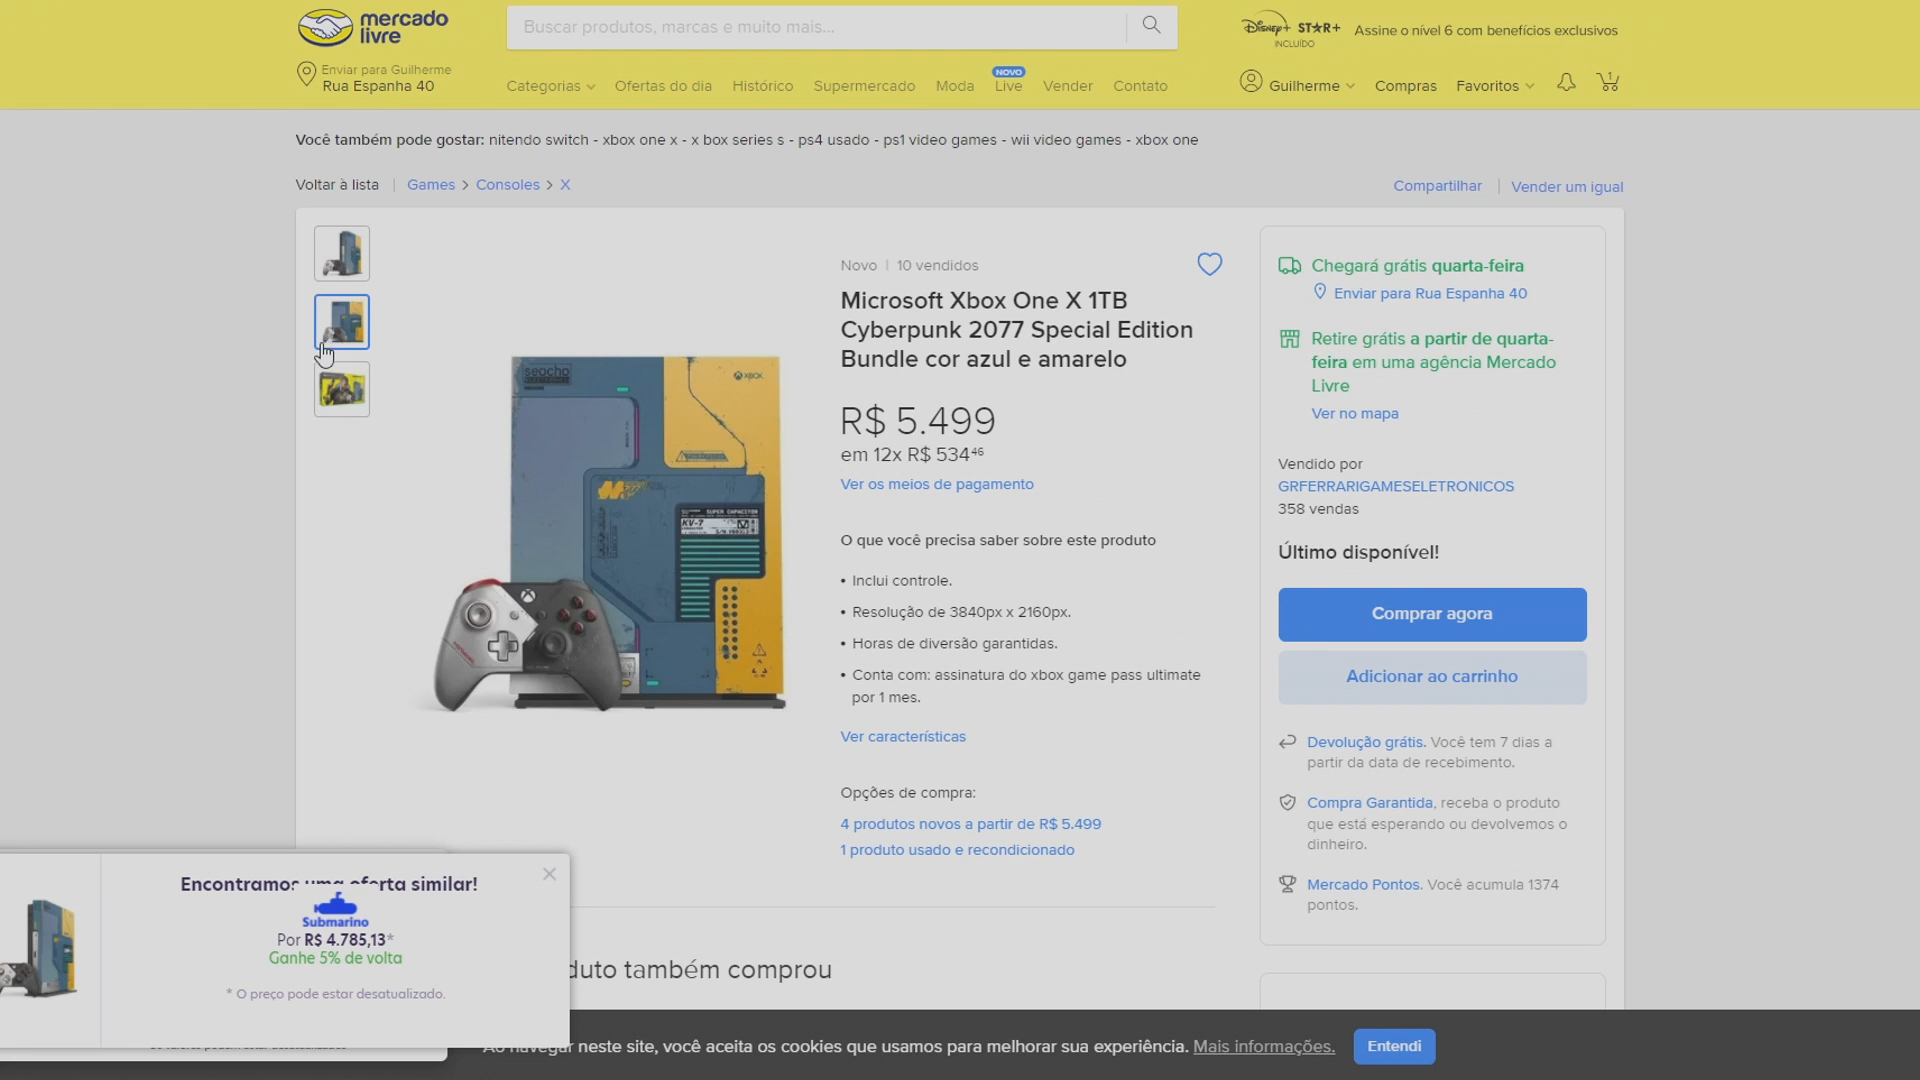 mercado
livre
Buscar produtos, marcas e muito mais...
Disney+ STAR+
INCLUÍDO
Assine o nível 6 com benefícios exclusivos
Enviar para Guilherme
Rua Espanha 40
Categorias
Ofertas do dia
Histórico
Supermercado
Moda
NOVO
Live
Vender
Contato
Guilherme
Compras
Favoritos
1
Você também pode gostar: nitendo switch - xbox one x - x box series s - ps4 usado - ps1 video games - wii video games - xbox one
Voltar à lista | Games > Consoles > X
Compartilhar | Vender um igual
Novo | 10 vendidos
Microsoft Xbox One X 1TB
Cyberpunk 2077 Special Edition
Bundle cor azul e amarelo
R$ 5.499
em 12x R$ 534 46
Ver os meios de pagamento
O que você precisa saber sobre este produto
• Inclui controle.
• Resolução de 3840px x 2160px.
• Horas de diversão garantidas.
• Conta com: assinatura do xbox game pass ultimate
por 1 mes.
Ver características
Opções de compra:
4 produtos novos a partir de R$ 5.499
1 produto usado e recondicionado
seocho
XBOX
SUPER CAPACITOR
KV-7
Chegará grátis quarta-feira
Enviar para Rua Espanha 40
Retire grátis a partir de quarta-
feira em uma agência Mercado
Livre
Ver no mapa
Vendido por
GRFERRARIGAMESELETRONICOS
358 vendas
Último disponível!
Comprar agora
Adicionar ao carrinho
Devolução grátis. Você tem 7 dias a
partir da data de recebimento.
Compra Garantida, receba o produto
que está esperando ou devolvemos o
dinheiro.
Mercado Pontos. Você acumula 1374
pontos.
Encontramos uma oferta similar!
Submarino
Por R$ 4.785,13*
Ganhe 5% de volta
* O preço pode estar desatualizado.
duto também comprou
Ao navegar neste site, você aceita os cookies que usamos para melhorar sua experiência. Mais informações.
Entendi